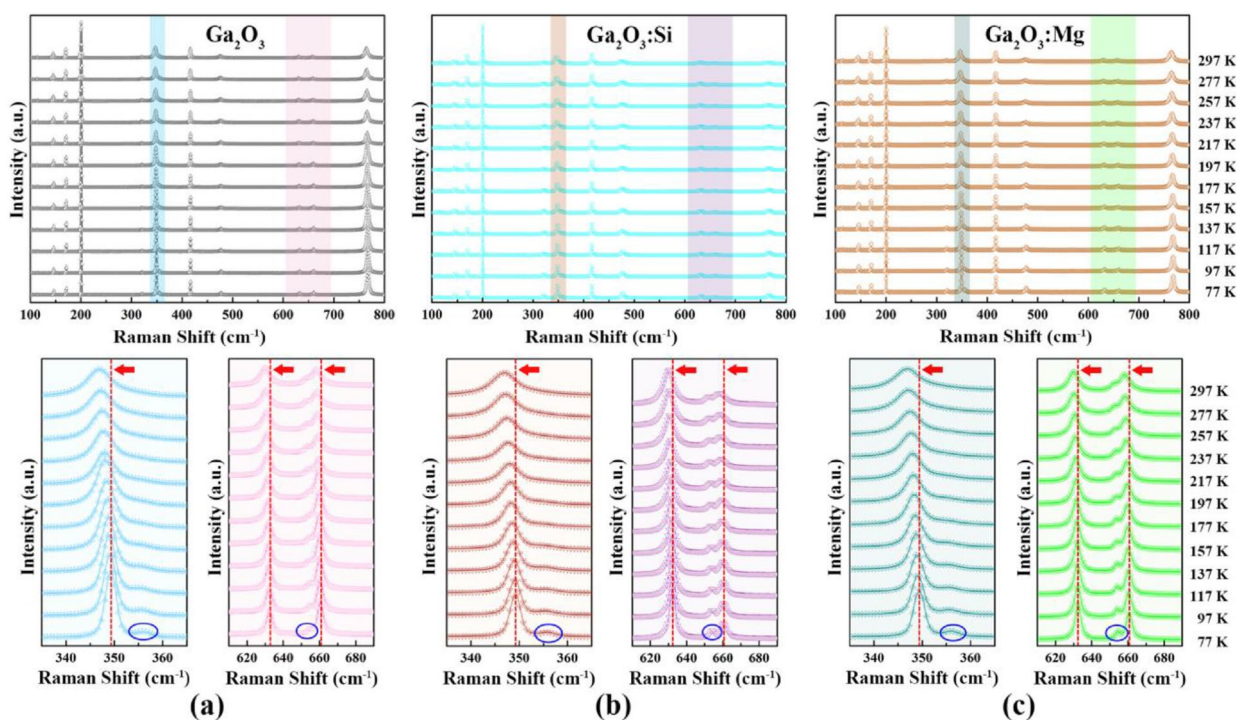 Ga₂O₃
Intensity (a.u.)
100 200 300 400 500 600 700 800
Raman Shift (cm⁻¹)
Ga₂O₃:Si
Intensity (a.u.)
100 200 300 400 500 600 700 800
Raman Shift (cm⁻¹)
Ga₂O₃:Mg
Intensity (a.u.)
100 200 300 400 500 600 700 800
Raman Shift (cm⁻¹)
297 K
277 K
257 K
237 K
217 K
197 K
177 K
157 K
137 K
117 K
97 K
77 K
Intensity (a.u.)
340 350 360
Raman Shift (cm⁻¹)
Intensity (a.u.)
620 640 660 680
Raman Shift (cm⁻¹)
Intensity (a.u.)
340 350 360
Raman Shift (cm⁻¹)
Intensity (a.u.)
620 640 660 680
Raman Shift (cm⁻¹)
Intensity (a.u.)
340 350 360
Raman Shift (cm⁻¹)
Intensity (a.u.)
620 640 660 680
Raman Shift (cm⁻¹)
297 K
277 K
257 K
237 K
217 K
197 K
177 K
157 K
137 K
117 K
97 K
77 K
(a)
(b)
(c)